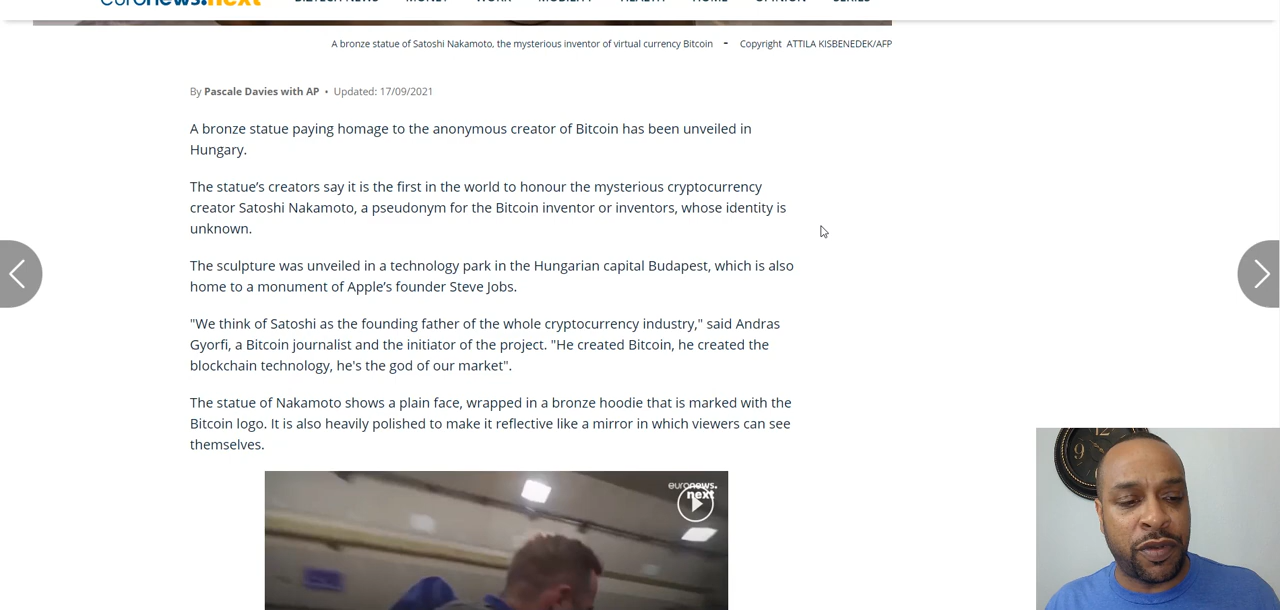 euronews.next
BIZTECH NEWS MONEY WORK MOBILITY HEALTH HOME OPINION SERIES
A bronze statue of Satoshi Nakamoto, the mysterious inventor of virtual currency Bitcoin - Copyright ATTILA KISBENEDEK/AFP
By Pascale Davies with AP • Updated: 17/09/2021
A bronze statue paying homage to the anonymous creator of Bitcoin has been unveiled in
Hungary.
The statue’s creators say it is the first in the world to honour the mysterious cryptocurrency
creator Satoshi Nakamoto, a pseudonym for the Bitcoin inventor or inventors, whose identity is
unknown.
The sculpture was unveiled in a technology park in the Hungarian capital Budapest, which is also
home to a monument of Apple’s founder Steve Jobs.
"We think of Satoshi as the founding father of the whole cryptocurrency industry," said Andras
Gyorfi, a Bitcoin journalist and the initiator of the project. "He created Bitcoin, he created the
blockchain technology, he's the god of our market".
The statue of Nakamoto shows a plain face, wrapped in a bronze hoodie that is marked with the
Bitcoin logo. It is also heavily polished to make it reflective like a mirror in which viewers can see
themselves.
euronews.
next
12
9